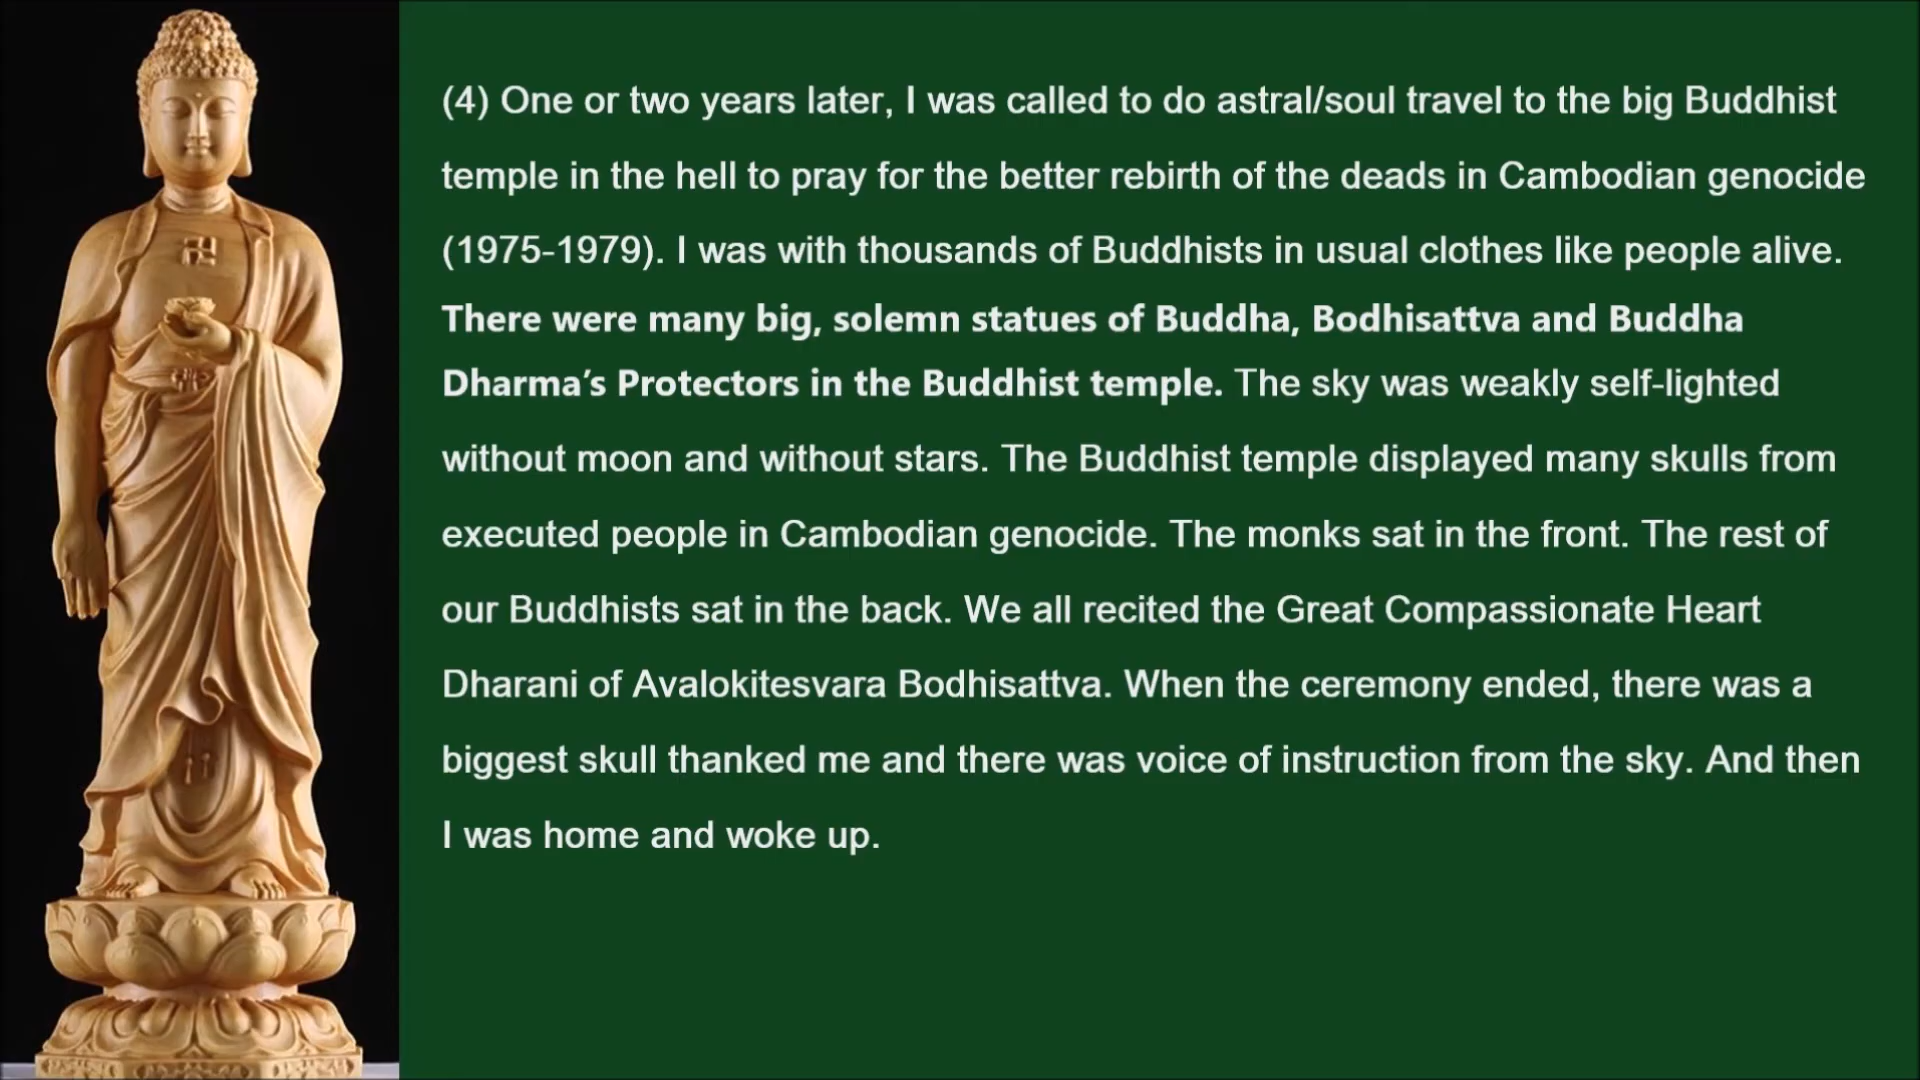 (4) One or two years later, I was called to do astral/soul travel to the big Buddhist
temple in the hell to pray for the better rebirth of the deads in Cambodian genocide
(1975-1979). I was with thousands of Buddhists in usual clothes like people alive.
There were many big, solemn statues of Buddha, Bodhisattva and Buddha
Dharma’s Protectors in the Buddhist temple. The sky was weakly self-lighted
without moon and without stars. The Buddhist temple displayed many skulls from
executed people in Cambodian genocide. The monks sat in the front. The rest of
our Buddhists sat in the back. We all recited the Great Compassionate Heart
Dharani of Avalokitesvara Bodhisattva. When the ceremony ended, there was a
biggest skull thanked me and there was voice of instruction from the sky. And then
I was home and woke up.